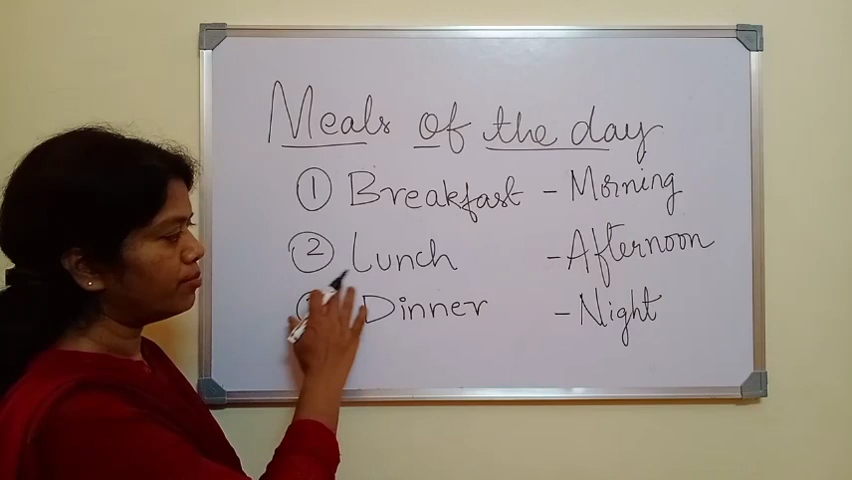 Meals of the day
① Breakfast - Morning
② Lunch - Afternoon
Dinner - Night